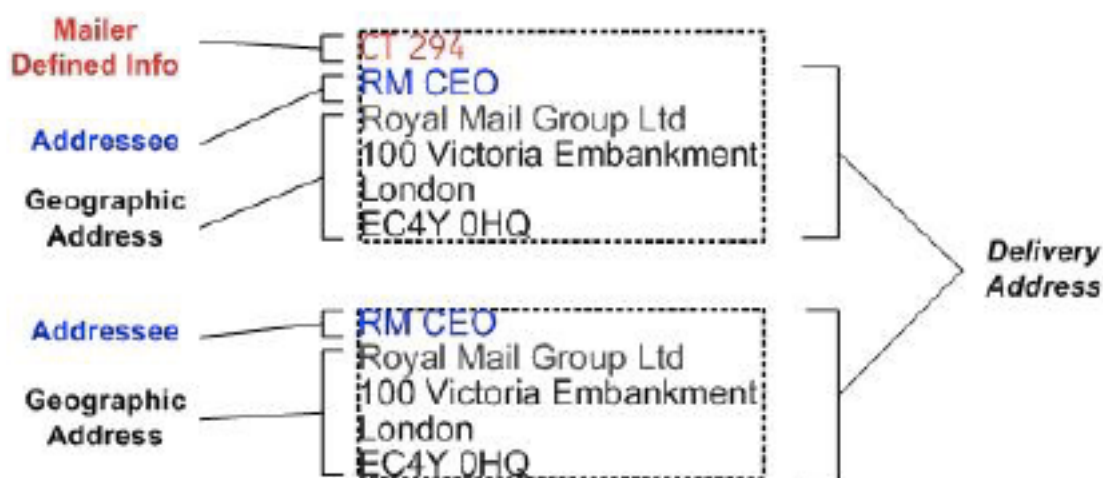 Mailer
Defined Info
CT 294
RM CEO
Addressee
Royal Mail Group Ltd
100 Victoria Embankment
London
EC4Y 0HQ
Geographic
Address
Delivery
Address
Addressee
RM CEO
Royal Mail Group Ltd
100 Victoria Embankment
London
EC4Y 0HQ
Geographic
Address